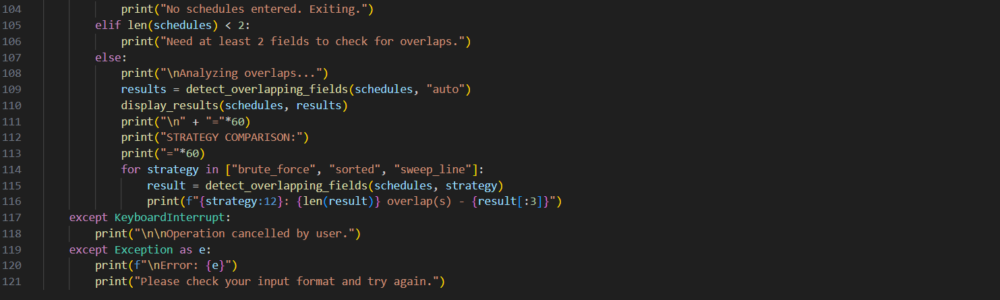 104                 print("No schedules entered. Exiting.")
105             elif len(schedules) < 2:
106                 print("Need at least 2 fields to check for overlaps.")
107             else:
108                 print("\nAnalyzing overlaps...")
109                 results = detect_overlapping_fields(schedules, "auto")
110                 display_results(schedules, results)
111                 print("\n" + "="*60)
112                 print("STRATEGY COMPARISON:")
113                 print("="*60)
114                 for strategy in ["brute_force", "sorted", "sweep_line"]:
115                     result = detect_overlapping_fields(schedules, strategy)
116                     print(f"{strategy:12}: {len(result)} overlap(s) - {result[:3]}")
117         except KeyboardInterrupt:
118             print("\n\nOperation cancelled by user.")
119         except Exception as e:
120             print(f"\nError: {e}")
121             print("Please check your input format and try again.")